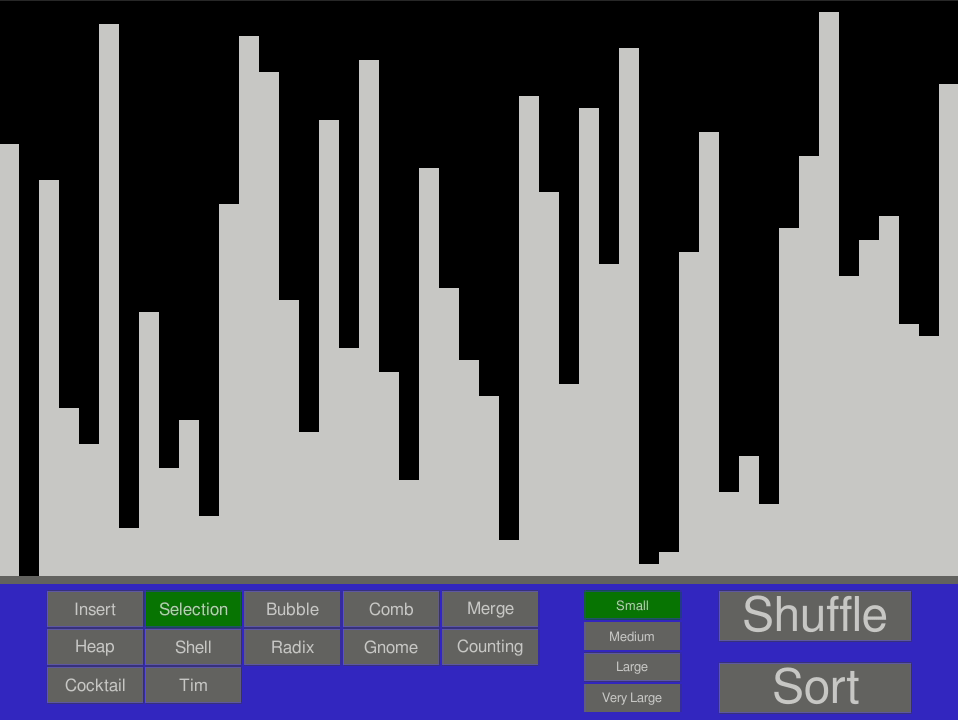 Insert Selection Bubble Comb Merge
Heap Shell Radix Gnome Counting
Cocktail Tim
Small
Medium
Large
Very Large
Shuffle
Sort